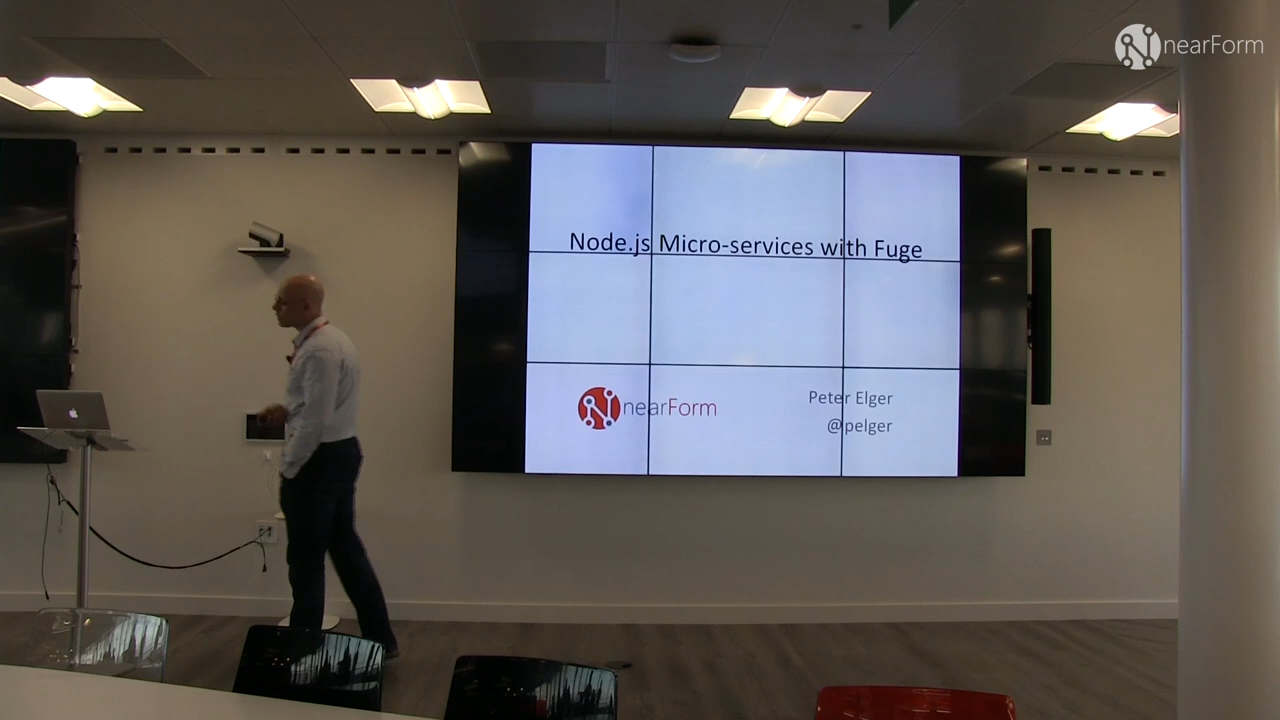 nearForm
Node.js Micro-services with Fuge
nearForm
Peter Elger
@pelger